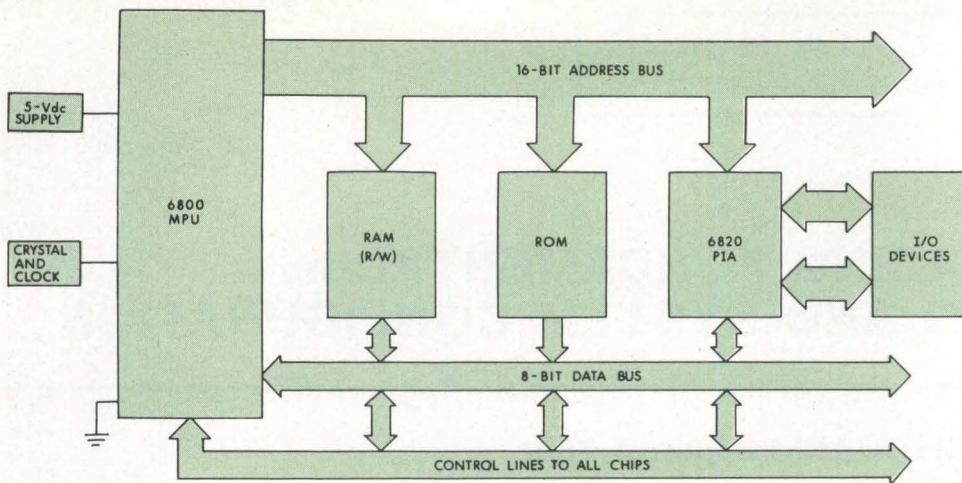 16-BIT ADDRESS BUS
5-Vdc
SUPPLY
6800
MPU
RAM
(R/W)
ROM
6820
PIA
I/O
DEVICES
CRYSTAL
AND
CLOCK
8-BIT DATA BUS
CONTROL LINES TO ALL CHIPS